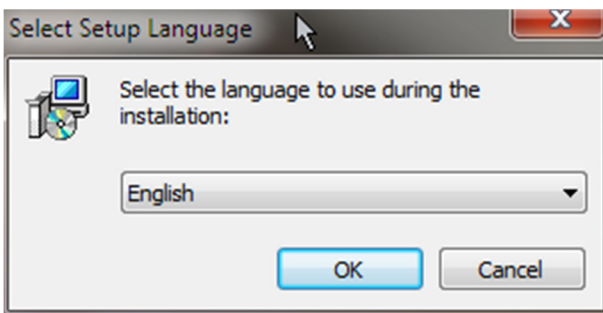 Select Setup Language
Select the language to use during the
installation:
English
OK
Cancel